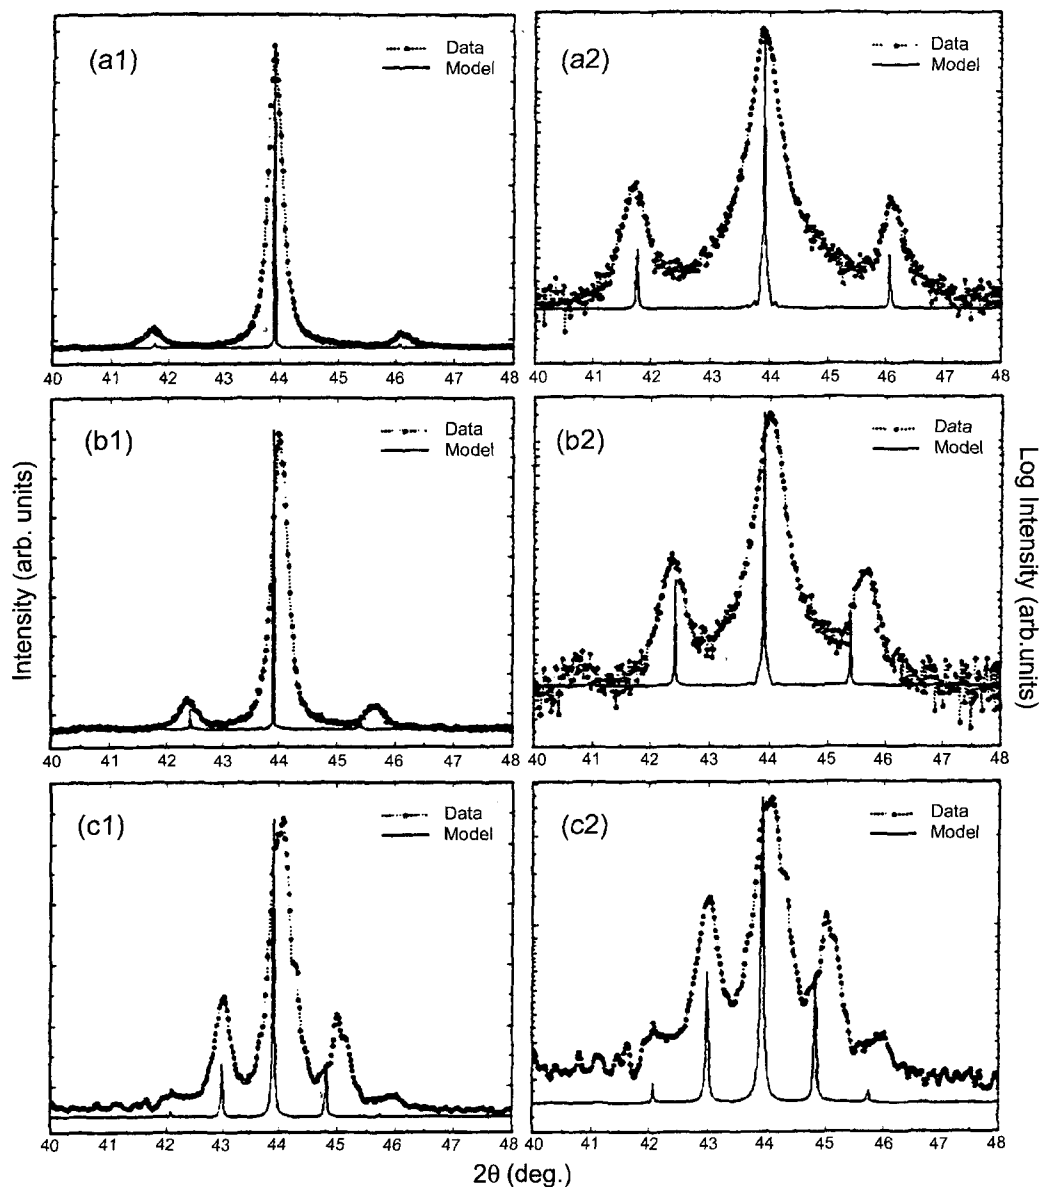 (a1)
Data
Model
40 41 42 43 44 45 46 47 48
(a2)
Data
Model
40 41 42 43 44 45 46 47 48
(b1)
Data
Model
40 41 42 43 44 45 46 47 48
(b2)
Data
Model
40 41 42 43 44 45 46 47 48
(c1)
Data
Model
40 41 42 43 44 45 46 47 48
(c2)
Data
Model
40 41 42 43 44 45 46 47 48
Intensity (arb. units)
Log Intensity (arb.units)
2θ (deg.)